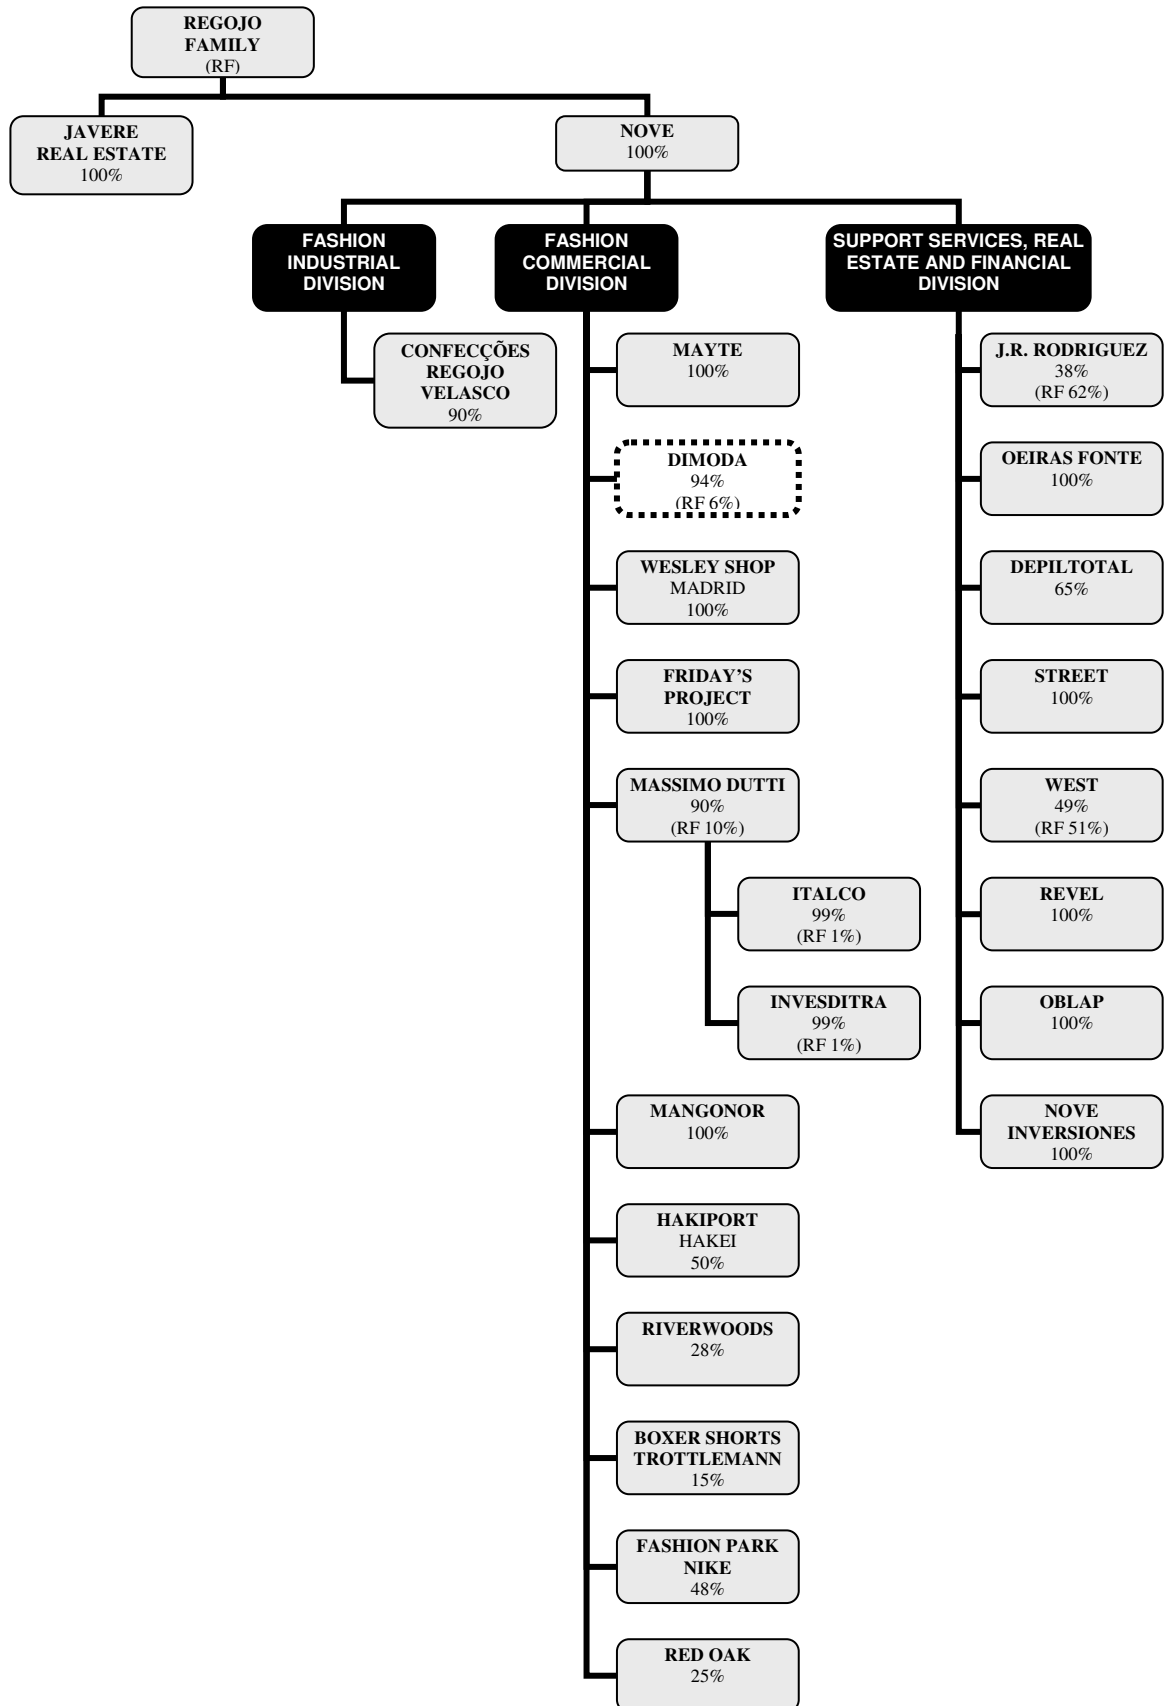 REGOJO
FAMILY
(RF)
JAVERE
REAL ESTATE
100%
NOVE
100%
FASHION
INDUSTRIAL
DIVISION
FASHION
COMMERCIAL
DIVISION
SUPPORT SERVICES, REAL
ESTATE AND FINANCIAL
DIVISION
CONFECÇÕES
REGOJO
VELASCO
90%
MAYTE
100%
DIMODA
94%
(RF 6%)
WESLEY SHOP
MADRID
100%
FRIDAY'S
PROJECT
100%
MASSIMO DUTTI
90%
(RF 10%)
ITALCO
99%
(RF 1%)
INVESDITRA
99%
(RF 1%)
MANGONOR
100%
HAKIPORT
HAKEI
50%
RIVERWOODS
28%
BOXER SHORTS
TROTTLEMANN
15%
FASHION PARK
NIKE
48%
RED OAK
25%
J.R. RODRIGUEZ
38%
(RF 62%)
OEIRAS FONTE
100%
DEPILTOTAL
65%
STREET
100%
WEST
49%
(RF 51%)
REVEL
100%
OBLAP
100%
NOVE
INVERSIONES
100%